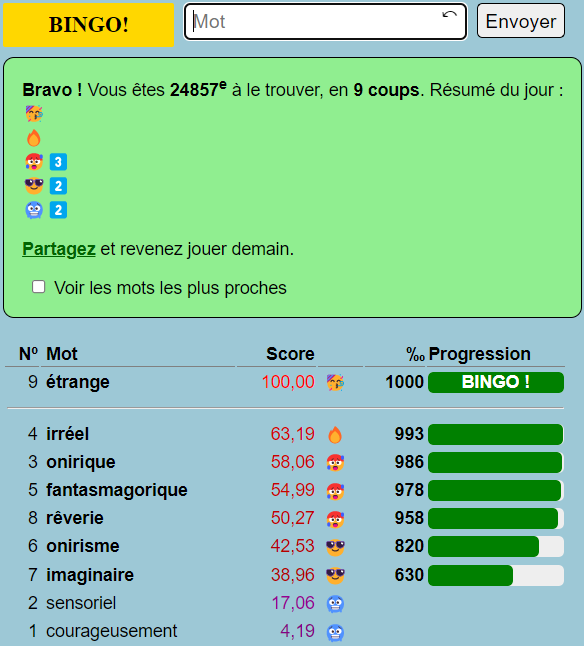 BINGO! Mot Envoyer
Bravo ! Vous êtes 24857e à le trouver, en 9 coups. Résumé du jour :
🥳
🔥
🥵 3
😎 2
🥶 2
Partagez et revenez jouer demain.
Voir les mots les plus proches
Nº Mot Score ‰ Progression
9 étrange 100,00 🥳 1000 BINGO !
4 irréel 63,19 🔥 993
3 onirique 58,06 🥵 986
5 fantasmagorique 54,99 🥵 978
8 rêverie 50,27 🥵 958
6 onirisme 42,53 😎 820
7 imaginaire 38,96 😎 630
2 sensoriel 17,06 🥶
1 courageusement 4,19 🥶